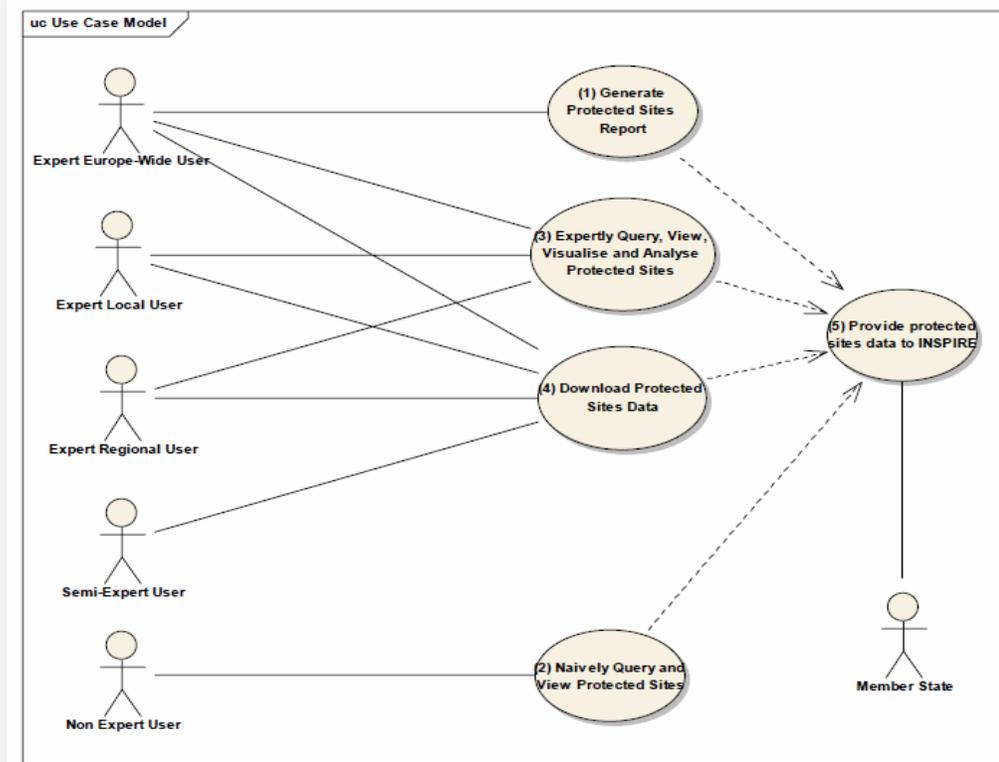 uc Use Case Model
(1) Generate
Protected Sites
Report
Expert Europe-Wide User
(3) Expertly Query, View,
Visualise and Analyse
Protected Sites
Expert Local User
(5) Provide protected
sites data to INSPIRE
(4) Download Protected
Sites Data
Expert Regional User
Semi-Expert User
(2) Naively Query and
View Protected Sites
Member State
Non Expert User